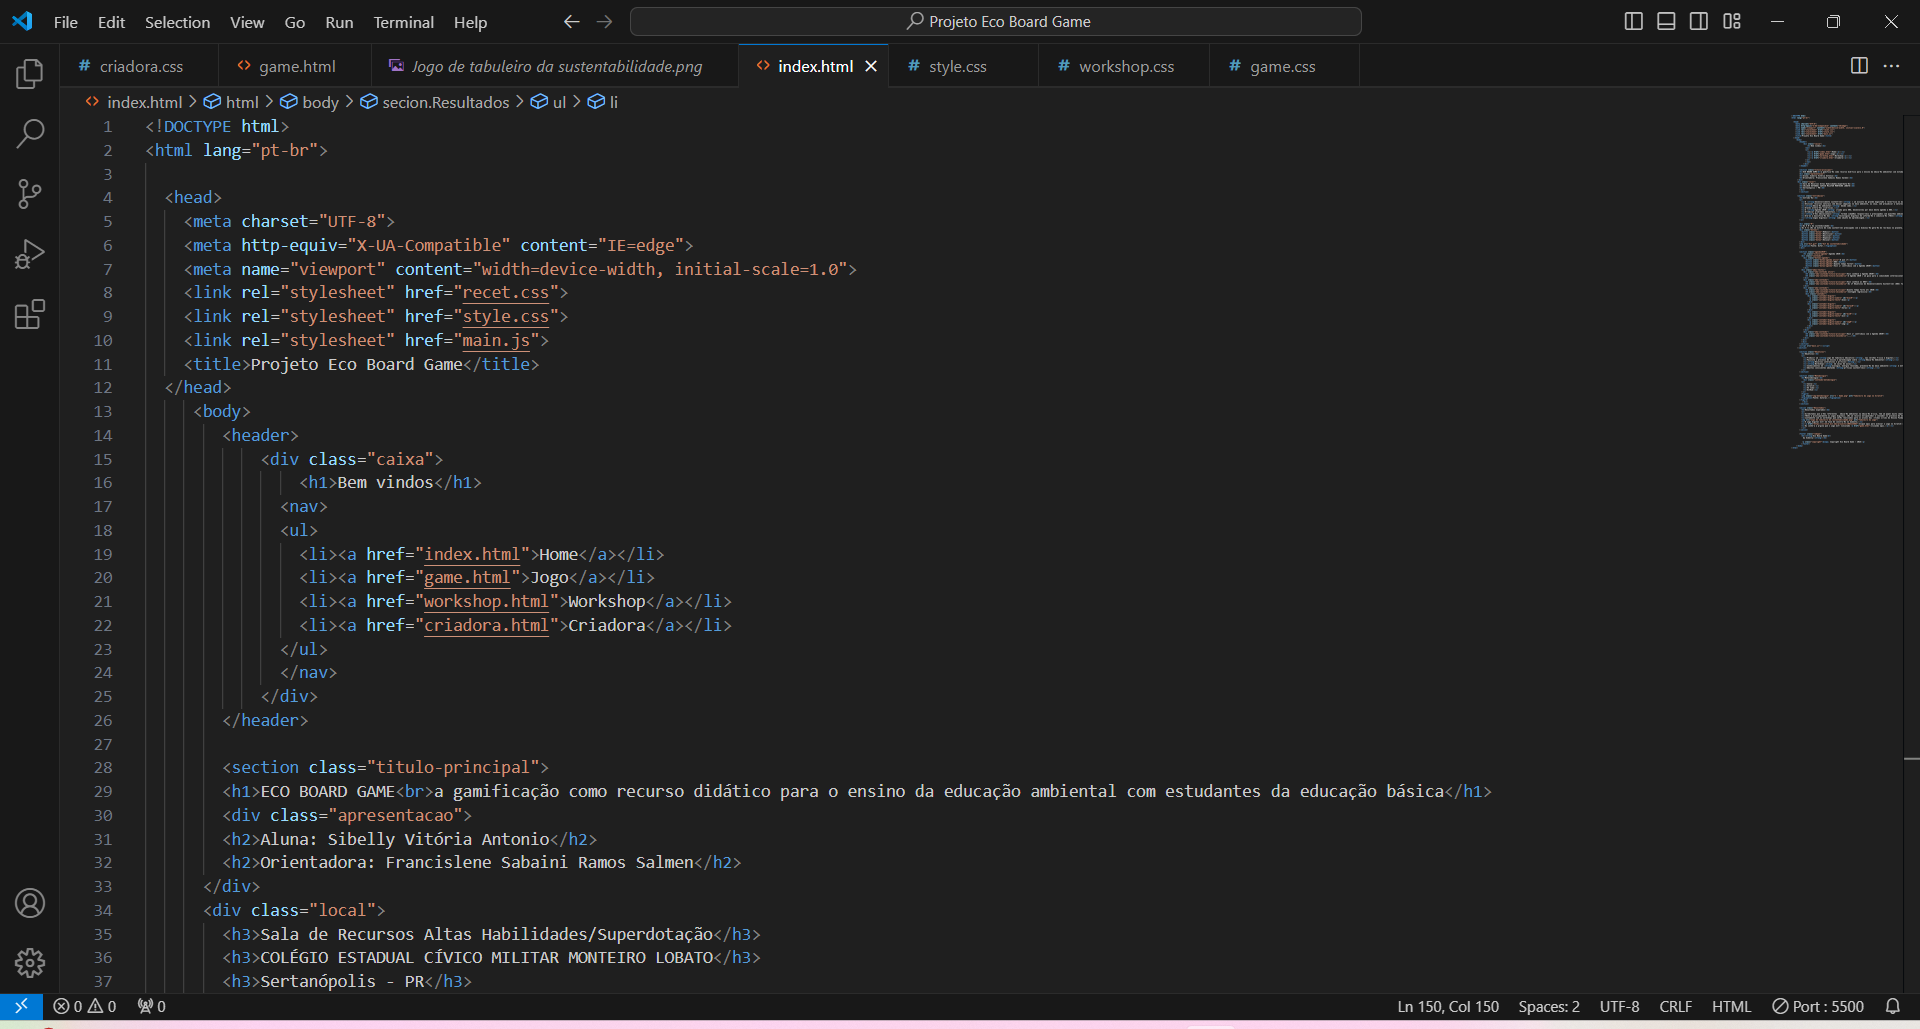 File Edit Selection View Go Run Terminal Help
Projeto Eco Board Game
criadora.css
game.html
Jogo de tabuleiro da sustentabilidade.png
index.html
style.css
workshop.css
game.css
index.html > html > body > secion.Resultados > ul > li
1 <!DOCTYPE html>
2 <html lang="pt-br">
3
4 <head>
5 <meta charset="UTF-8">
6 <meta http-equiv="X-UA-Compatible" content="IE=edge">
7 <meta name="viewport" content="width=device-width, initial-scale=1.0">
8 <link rel="stylesheet" href="recet.css">
9 <link rel="stylesheet" href="style.css">
10 <link rel="stylesheet" href="main.js">
11 <title>Projeto Eco Board Game</title>
12 </head>
13 <body>
14 <header>
15 <div class="caixa">
16 <h1>Bem vindos</h1>
17 <nav>
18 <ul>
19 <li><a href="index.html">Home</a></li>
20 <li><a href="game.html">Jogo</a></li>
21 <li><a href="workshop.html">Workshop</a></li>
22 <li><a href="criadora.html">Criadora</a></li>
23 </ul>
24 </nav>
25 </div>
26 </header>
27
28 <section class="titulo-principal">
29 <h1>ECO BOARD GAME<br>a gamificação como recurso didático para o ensino da educação ambiental com estudantes da educação básica</h1>
30 <div class="apresentacao">
31 <h2>Aluna: Sibelly Vitória Antonio</h2>
32 <h2>Orientadora: Francislene Sabaini Ramos Salmen</h2>
33 </div>
34 <div class="local">
35 <h3>Sala de Recursos Altas Habilidades/Superdotação</h3>
36 <h3>COLÉGIO ESTADUAL CÍVICO MILITAR MONTEIRO LOBATO</h3>
37 <h3>Sertanópolis - PR</h3>
0 0 0
Ln 150, Col 150 Spaces: 2 UTF-8 CRLF HTML Port : 5500